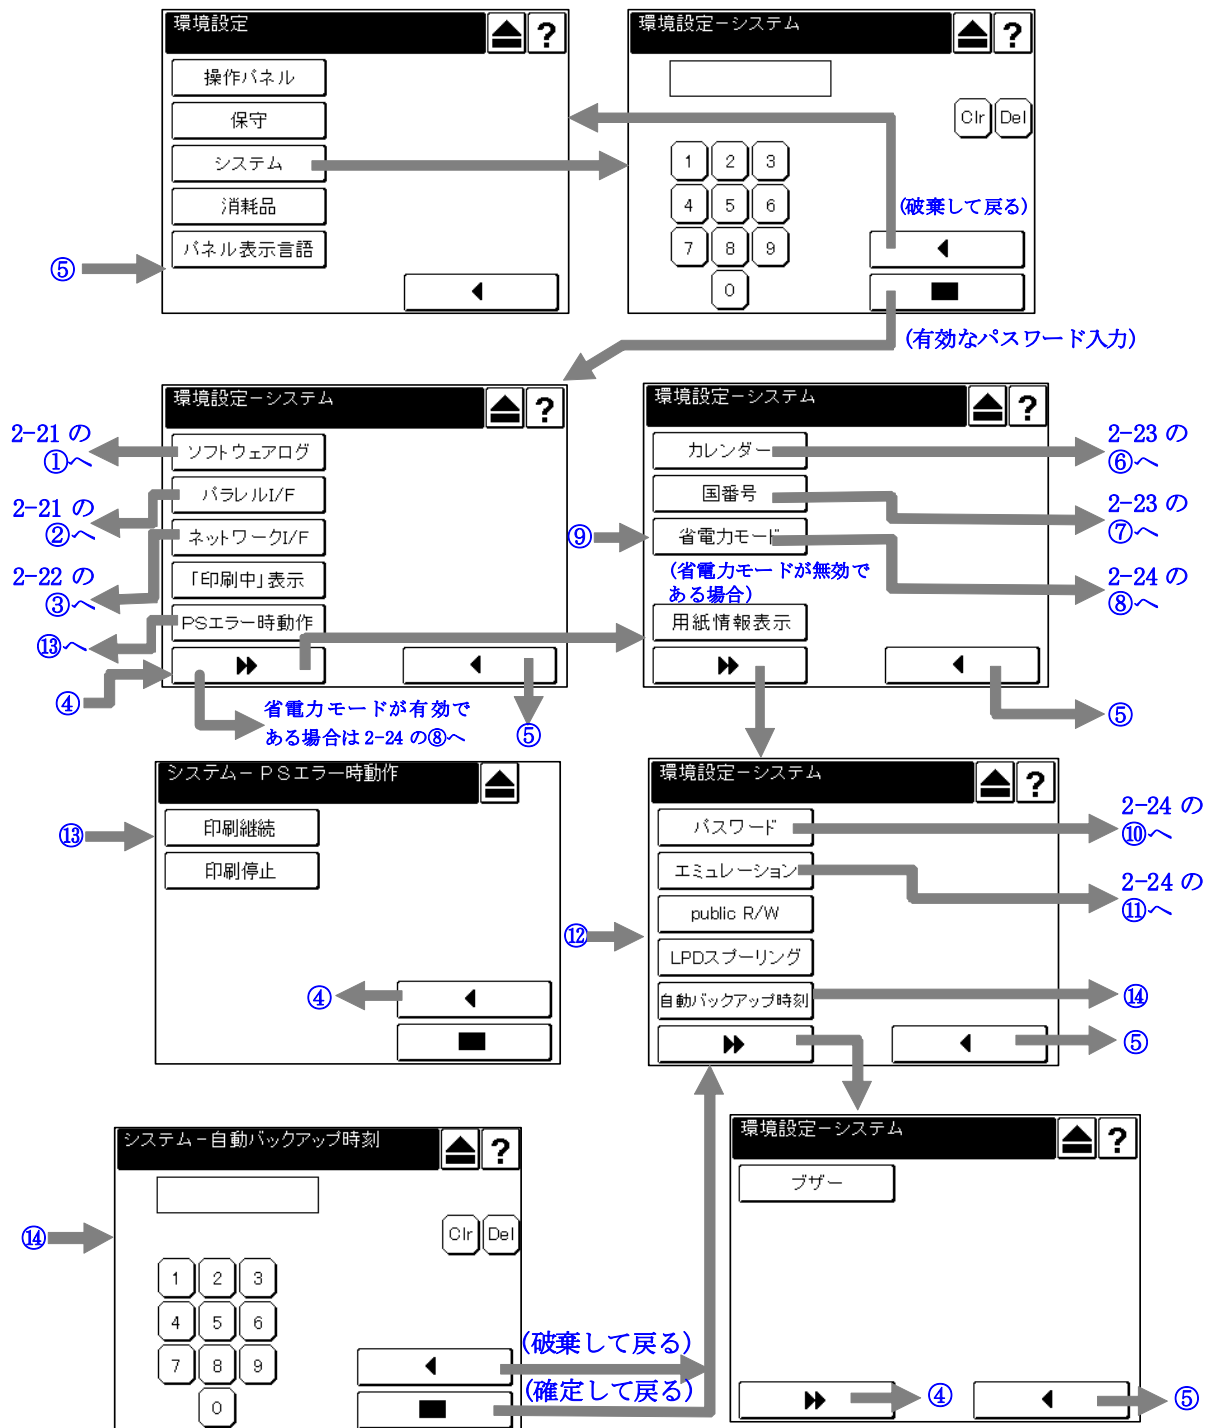 環境設定
?
操作パネル
保守
システム
消耗品
パネル表示言語
⑤
環境設定－システム
?
Clr Del
1 2 3
4 5 6
7 8 9
0
(破棄して戻る)
(有効なパスワード入力)
環境設定－システム
?
ソフトウェアログ
パラレルI/F
ネットワークI/F
「印刷中」表示
PSエラー時動作
2-21 の
①へ
2-21 の
②へ
2-22 の
③へ
⑬へ
④
省電力モードが有効で
ある場合は 2-24 の⑧へ
⑤
環境設定－システム
?
カレンダー
国番号
省電力モード
(省電力モードが無効で
ある場合)
用紙情報表示
⑨
2-23 の
⑥へ
2-23 の
⑦へ
2-24 の
⑧へ
⑤
システム－ＰＳエラー時動作
印刷継続
印刷停止
⑬
④
環境設定－システム
?
パスワード
エミュレーション
public R/W
LPDスプーリング
自動バックアップ時刻
⑫
2-24 の
⑩へ
2-24 の
⑪へ
⑭
⑤
システム－自動バックアップ時刻
?
Clr Del
⑭
1 2 3
4 5 6
7 8 9
0
(破棄して戻る)
(確定して戻る)
環境設定－システム
?
ブザー
④
⑤